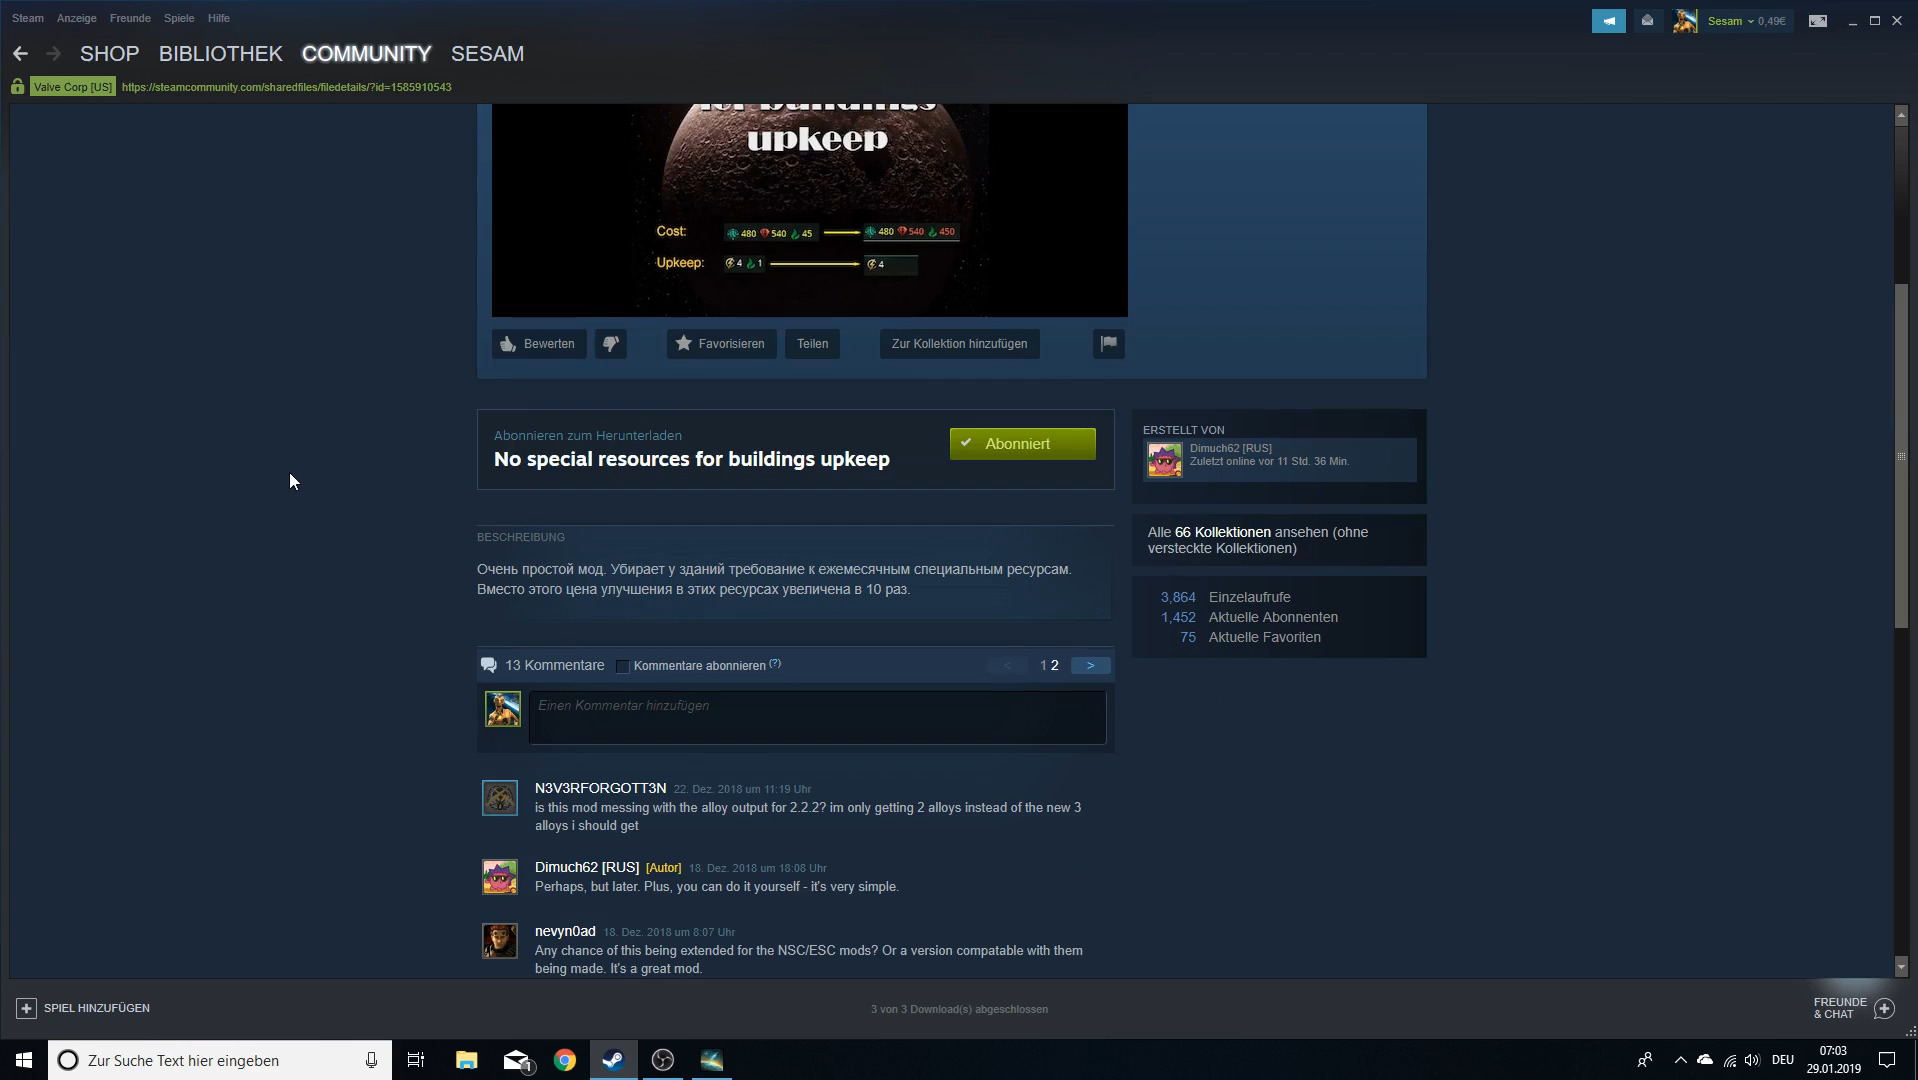 Steam Anzeige Freunde Spiele Hilfe
Sesam 0,49€
SHOP BIBLIOTHEK COMMUNITY SESAM
Valve Corp [US] https://steamcommunity.com/sharedfiles/filedetails/?id=1585910543
for buildings
upkeep
Cost: 480 540 45 480 540 450
Upkeep: 4 1 4
Bewerten Favorisieren Teilen Zur Kollektion hinzufügen
Abonnieren zum Herunterladen
No special resources for buildings upkeep
Abonniert
ERSTELLT VON
Dimuch62 [RUS]
Zuletzt online vor 11 Std. 36 Min.
Alle 66 Kollektionen ansehen (ohne
versteckte Kollektionen)
3,864 Einzelaufrufe
1,452 Aktuelle Abonnenten
75 Aktuelle Favoriten
BESCHREIBUNG
Очень простой мод. Убирает у зданий требование к ежемесячным специальным ресурсам.
Вместо этого цена улучшения в этих ресурсах увеличена в 10 раз.
13 Kommentare Kommentare abonnieren (?) < 1 2 >
Einen Kommentar hinzufügen
N3V3RFORGOTT3N 22. Dez. 2018 um 11:19 Uhr
is this mod messing with the alloy output for 2.2.2? im only getting 2 alloys instead of the new 3
alloys i should get
Dimuch62 [RUS] [Autor] 18. Dez. 2018 um 18:08 Uhr
Perhaps, but later. Plus, you can do it yourself - it's very simple.
nevyn0ad 18. Dez. 2018 um 8:07 Uhr
Any chance of this being extended for the NSC/ESC mods? Or a version compatable with them
being made. It's a great mod.
SPIEL HINZUFÜGEN
3 von 3 Download(s) abgeschlossen
FREUNDE
& CHAT
Zur Suche Text hier eingeben
1
DEU
07:03
29.01.2019